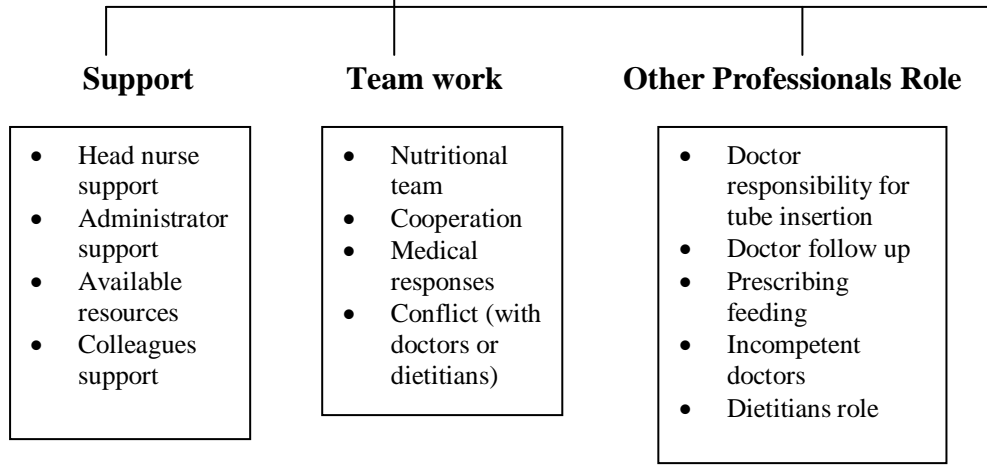 Support
• Head nurse
support
• Administrator
support
• Available
resources
• Colleagues
support
Team work
• Nutritional
team
• Cooperation
• Medical
responses
• Conflict (with
doctors or
dietitians)
Other Professionals Role
• Doctor
responsibility for
tube insertion
• Doctor follow up
• Prescribing
feeding
• Incompetent
doctors
• Dietitians role